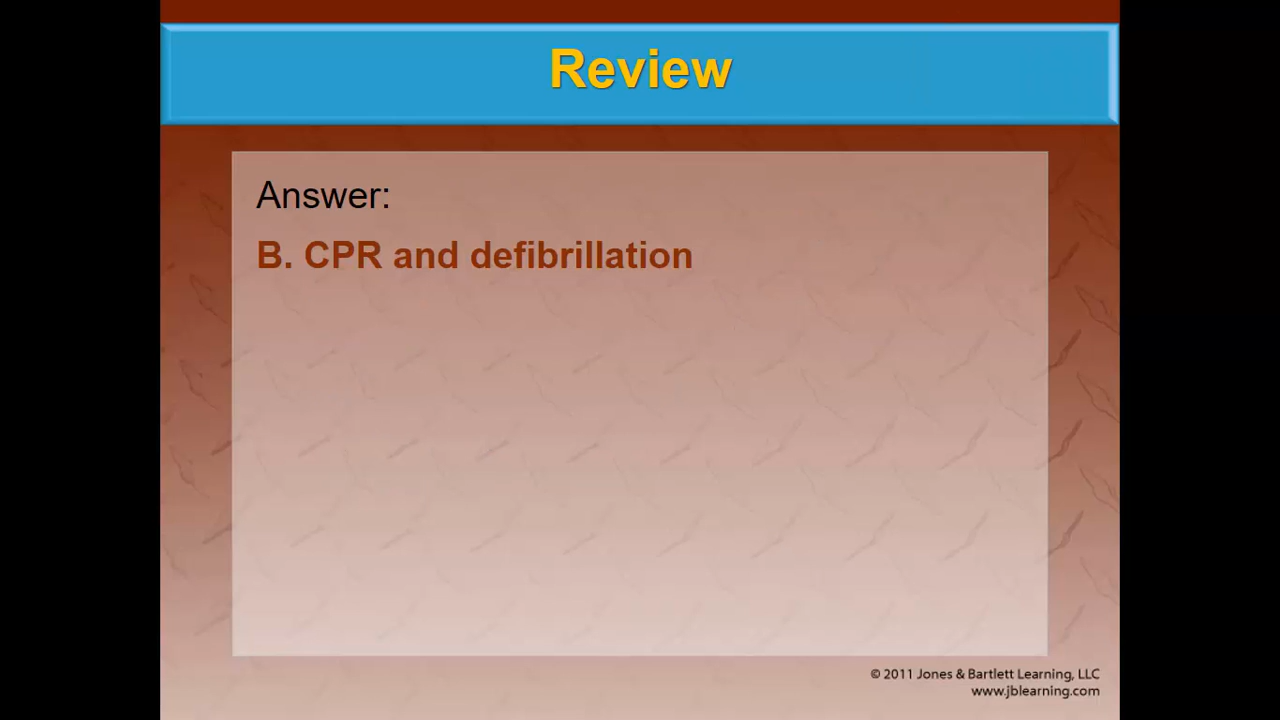 Review
Answer:
B. CPR and defibrillation
© 2011 Jones & Bartlett Learning, LLC
www.jblearning.com